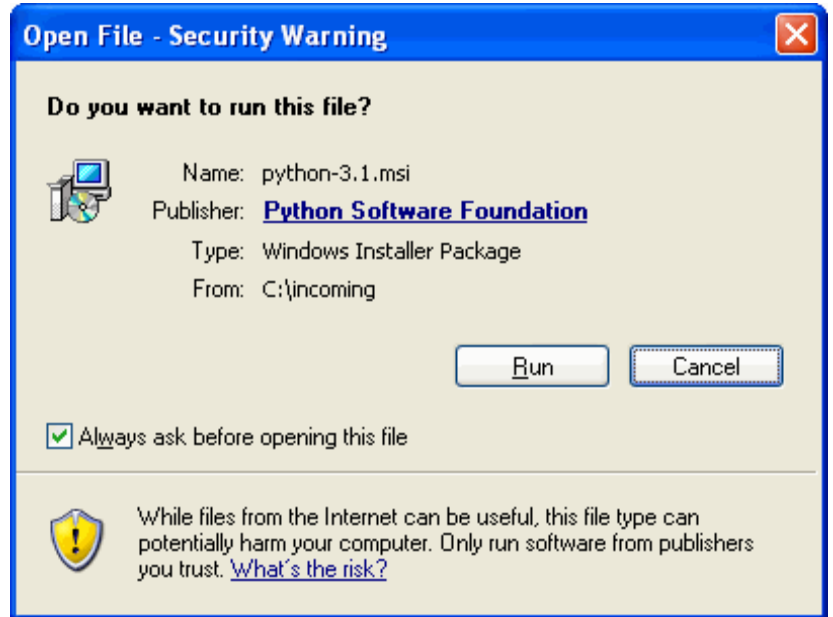 Open File - Security Warning
Do you want to run this file?
Name: python-3.1.msi
Publisher: Python Software Foundation
Type: Windows Installer Package
From: C:\incoming
Run Cancel
Always ask before opening this file
While files from the Internet can be useful, this file type can
potentially harm your computer. Only run software from publishers
you trust. What's the risk?